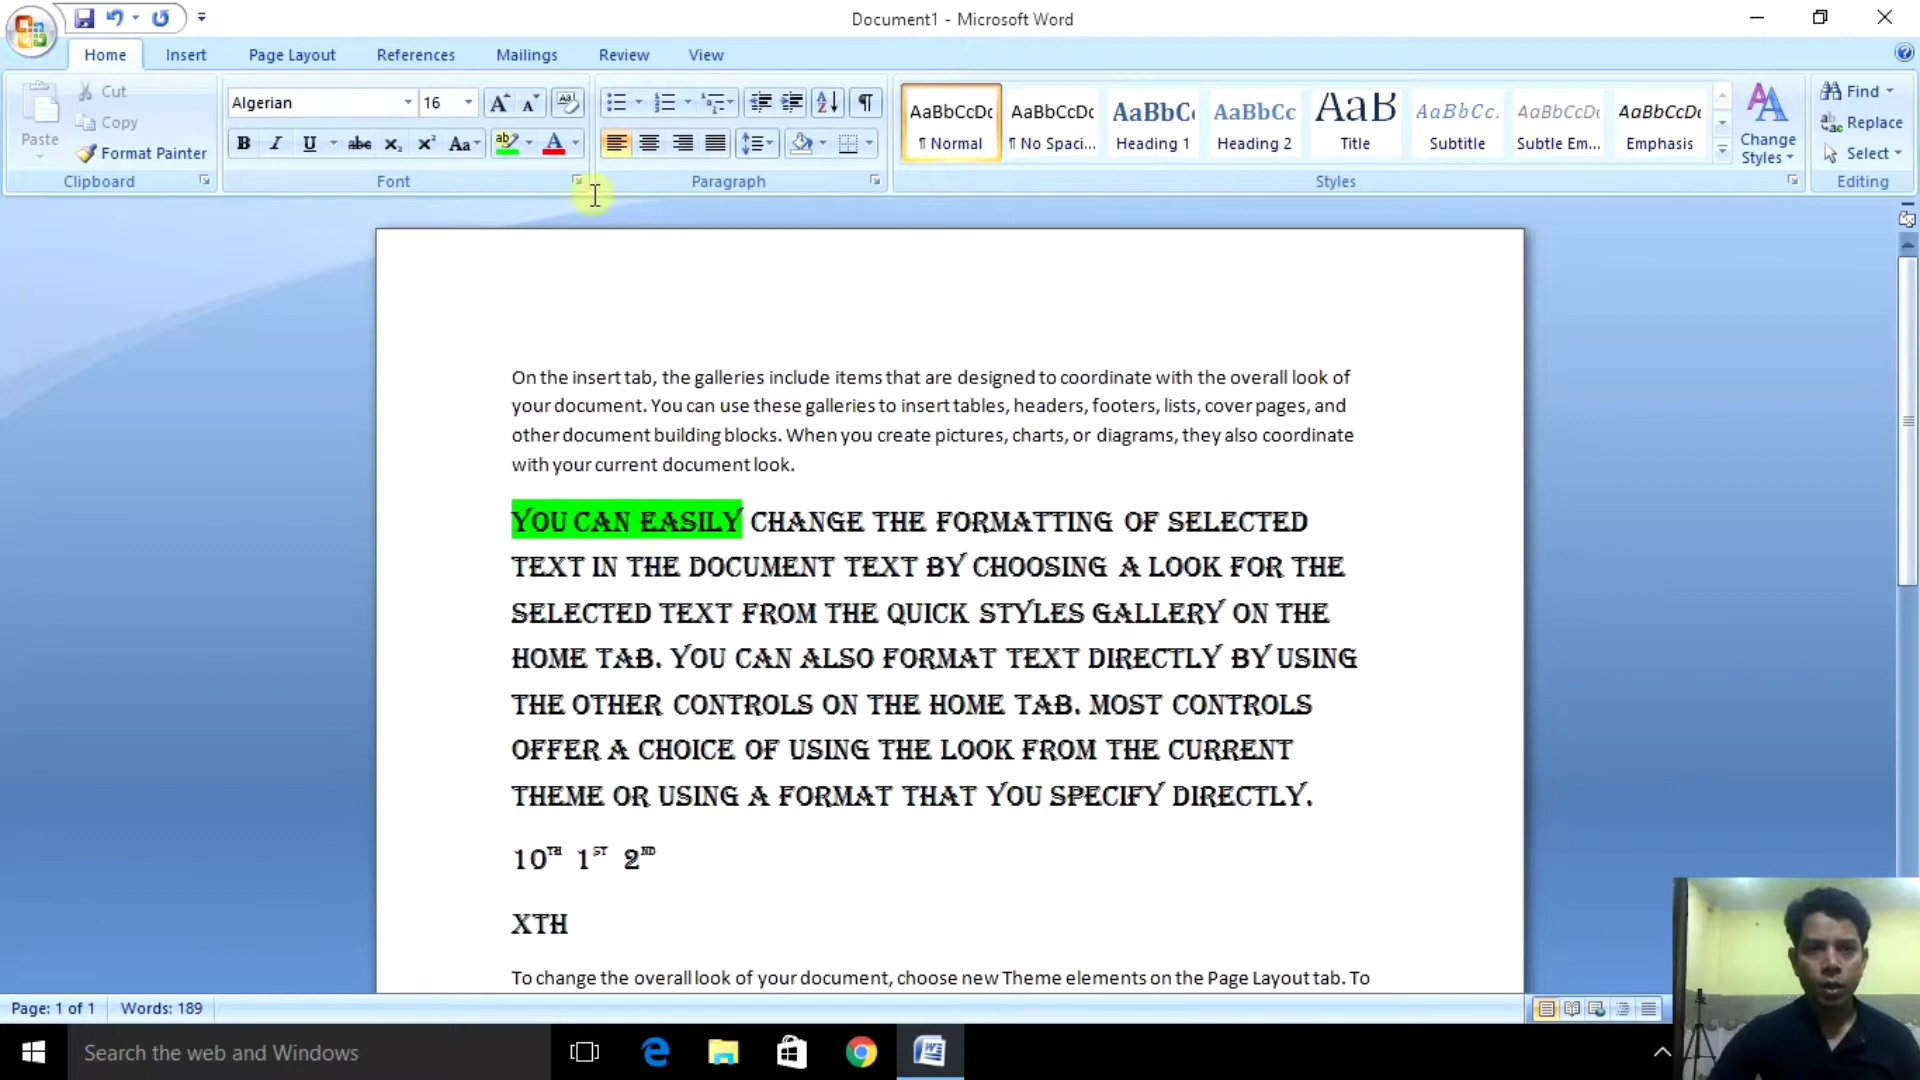 Document1 - Microsoft Word
Home Insert Page Layout References Mailings Review View
Paste
Cut
Copy
Format Painter
Clipboard
Algerian 16
B I U abc X₂ X² Aa ab A
Font
Paragraph
AaBbCcDc AaBbCcDc AaBbC AaBbCc AaB AaBbCc. AaBbCcDc AaBbCcDc
¶ Normal ¶ No Spaci... Heading 1 Heading 2 Title Subtitle Subtle Em... Emphasis
Change Styles
Styles
Find
Replace
Select
Editing
On the insert tab, the galleries include items that are designed to coordinate with the overall look of
your document. You can use these galleries to insert tables, headers, footers, lists, cover pages, and
other document building blocks. When you create pictures, charts, or diagrams, they also coordinate
with your current document look.
YOU CAN EASILY CHANGE THE FORMATTING OF SELECTED
TEXT IN THE DOCUMENT TEXT BY CHOOSING A LOOK FOR THE
SELECTED TEXT FROM THE QUICK STYLES GALLERY ON THE
HOME TAB. YOU CAN ALSO FORMAT TEXT DIRECTLY BY USING
THE OTHER CONTROLS ON THE HOME TAB. MOST CONTROLS
OFFER A CHOICE OF USING THE LOOK FROM THE CURRENT
THEME OR USING A FORMAT THAT YOU SPECIFY DIRECTLY.
10TH 1ST 2ND
XTH
To change the overall look of your document, choose new Theme elements on the Page Layout tab. To
Page: 1 of 1 Words: 189
Search the web and Windows